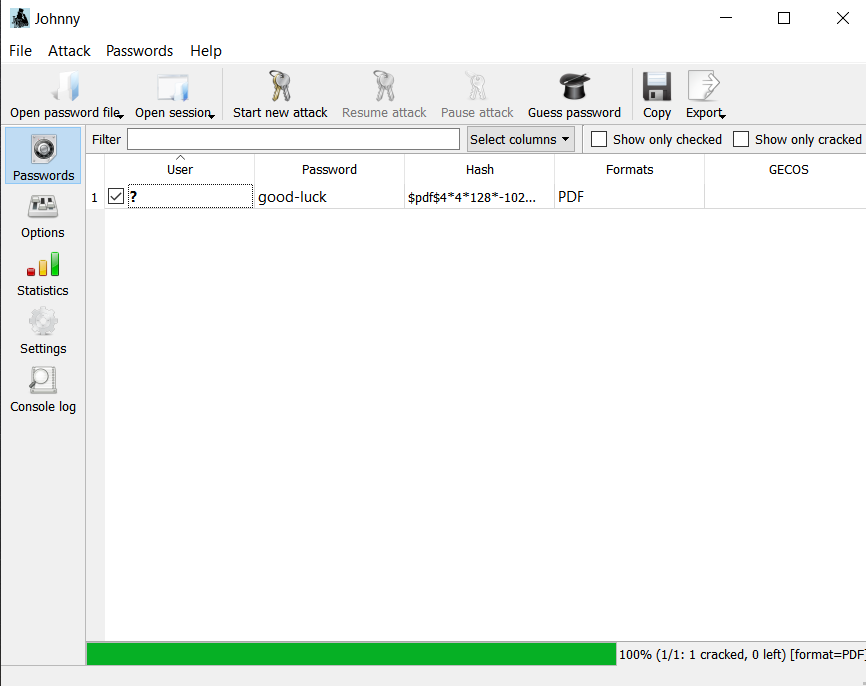 Johnny
File Attack Passwords Help
Open password file Open session Start new attack Resume attack Pause attack Guess password Copy Export
Passwords
Options
Statistics
Settings
Console log
Filter Select columns Show only checked Show only cracked
User Password Hash Formats GECOS
1 ? good-luck $pdf$4*4*128*-102... PDF
100% (1/1: 1 cracked, 0 left) [format=PDF]